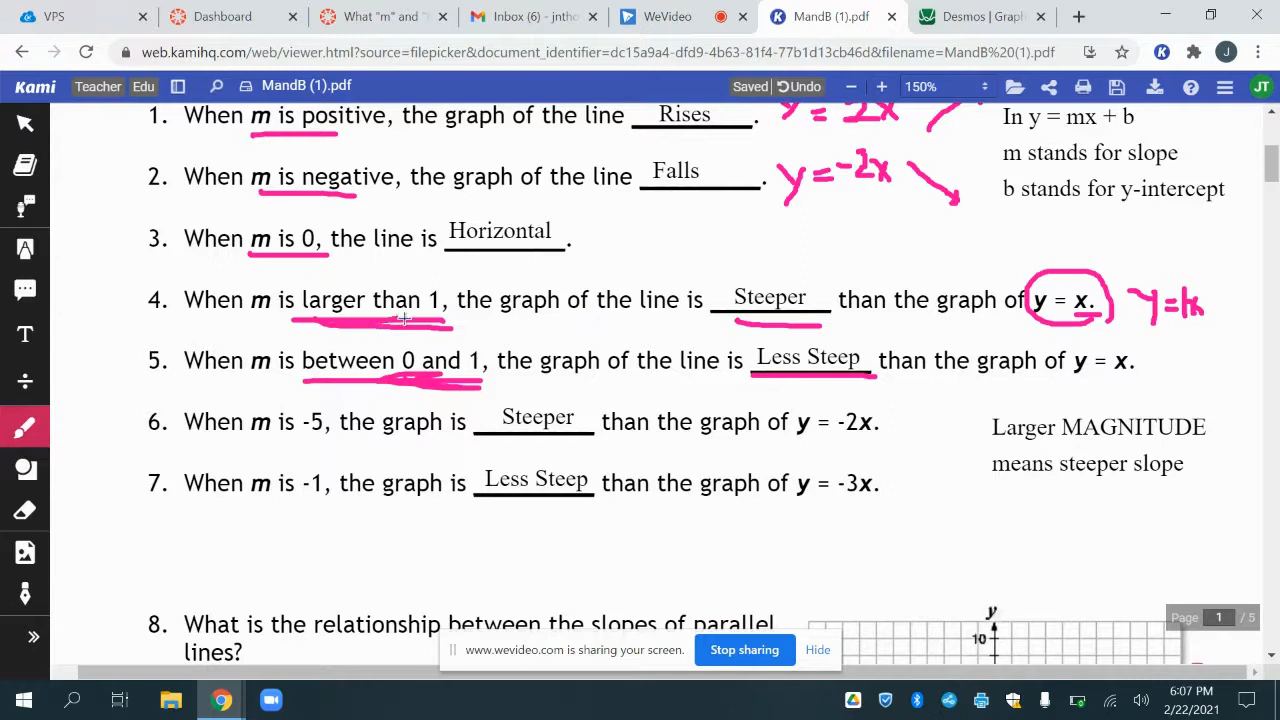 VPS
Dashboard
What "m" and "
Inbox (6) - jntho
WeVideo
MandB (1).pdf
Desmos | Graph
web.kamihq.com/web/viewer.html?source=filepicker&document_identifier=dc15a9a4-dfd9-4b63-81f4-77b1d13cb46d&filename=MandB%20(1).pdf
K
J
Kami
Teacher
Edu
MandB (1).pdf
Saved
Undo
150%
JT
1. When m is positive, the graph of the line Rises.
y = 2x
In y = mx + b
m stands for slope
b stands for y-intercept
2. When m is negative, the graph of the line Falls.
y = -2x
3. When m is 0, the line is Horizontal.
4. When m is larger than 1, the graph of the line is Steeper than the graph of y = x.
y = 1x
5. When m is between 0 and 1, the graph of the line is Less Steep than the graph of y = x.
6. When m is -5, the graph is Steeper than the graph of y = -2x.
7. When m is -1, the graph is Less Steep than the graph of y = -3x.
Larger MAGNITUDE
means steeper slope
8. What is the relationship between the slopes of parallel
lines?
y
10
Page 1 / 5
www.wevideo.com is sharing your screen.
Stop sharing
Hide
6:07 PM
2/22/2021